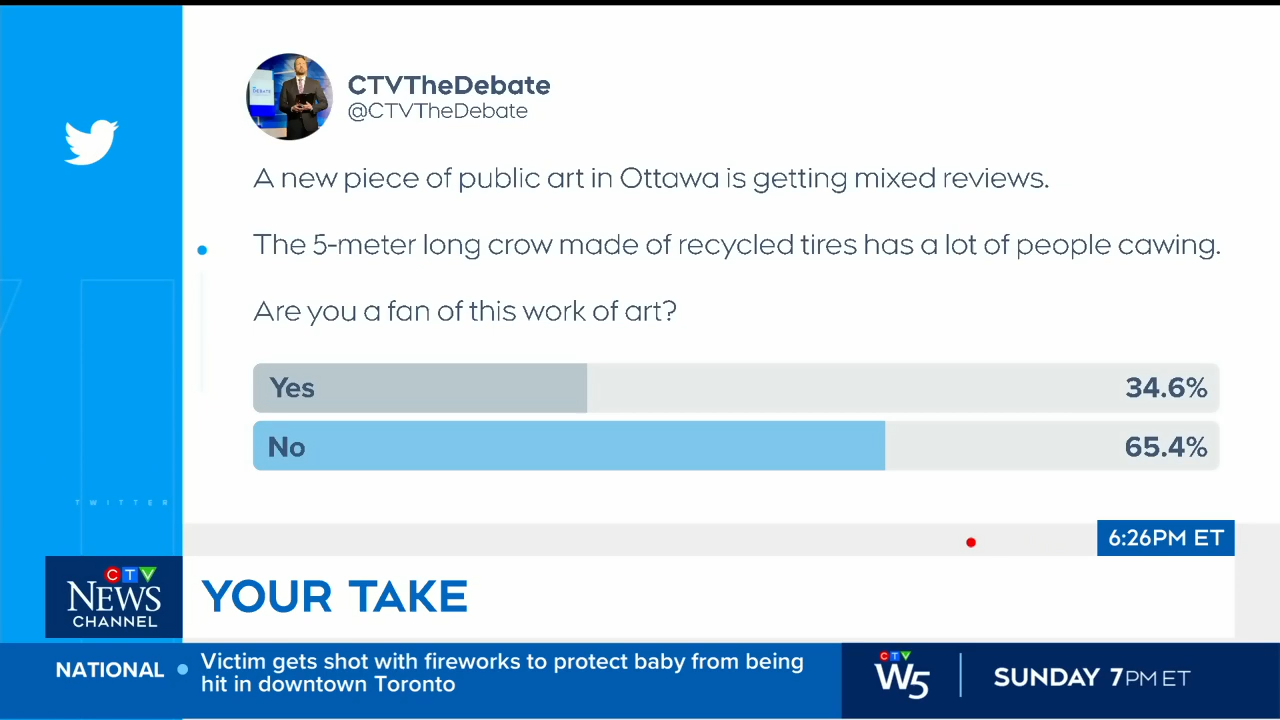 CTVTheDebate
@CTVTheDebate
A new piece of public art in Ottawa is getting mixed reviews.
The 5-meter long crow made of recycled tires has a lot of people cawing.
Are you a fan of this work of art?
Yes 34.6%
No 65.4%
TWITTER
6:26PM ET
CTV
NEWS
CHANNEL
YOUR TAKE
NATIONAL
Victim gets shot with fireworks to protect baby from being
hit in downtown Toronto
CTV
W5
SUNDAY 7PM ET